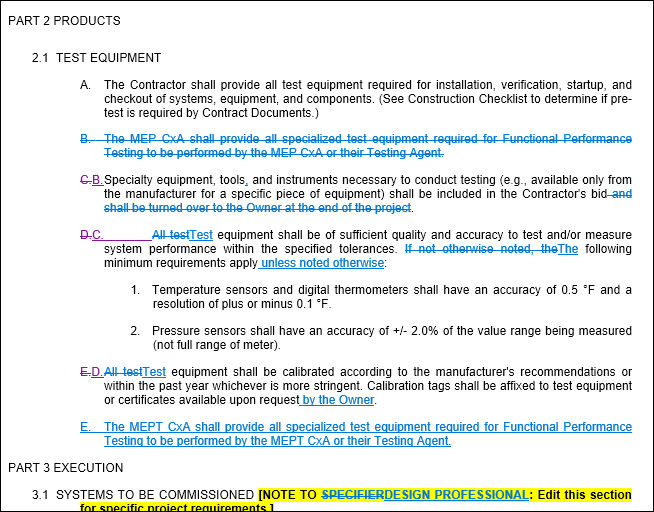 PART 2 PRODUCTS
2.1 TEST EQUIPMENT
A. The Contractor shall provide all test equipment required for installation, verification, startup, and
checkout of systems, equipment, and components. (See Construction Checklist to determine if pre-
test is required by Contract Documents.)
B. The MEP CxA shall provide all specialized test equipment required for Functional Performance
Testing to be performed by the MEP CxA or their Testing Agent.
C.B. Specialty equipment, tools, and instruments necessary to conduct testing (e.g., available only from
the manufacturer for a specific piece of equipment) shall be included in the Contractor's bid and
shall be turned over to the Owner at the end of the project.
D.C. All testTest equipment shall be of sufficient quality and accuracy to test and/or measure
system performance within the specified tolerances. If not otherwise noted, theThe following
minimum requirements apply unless noted otherwise:
1. Temperature sensors and digital thermometers shall have an accuracy of 0.5 °F and a
resolution of plus or minus 0.1 °F.
2. Pressure sensors shall have an accuracy of +/- 2.0% of the value range being measured
(not full range of meter).
E.D. All testTest equipment shall be calibrated according to the manufacturer's recommendations or
within the past year whichever is more stringent. Calibration tags shall be affixed to test equipment
or certificates available upon request by the Owner.
E. The MEPT CxA shall provide all specialized test equipment required for Functional Performance
Testing to be performed by the MEPT CxA or their Testing Agent.
PART 3 EXECUTION
3.1 SYSTEMS TO BE COMMISSIONED [NOTE TO SPECIFIERDESIGN PROFESSIONAL: Edit this section
for specific project requirements.]